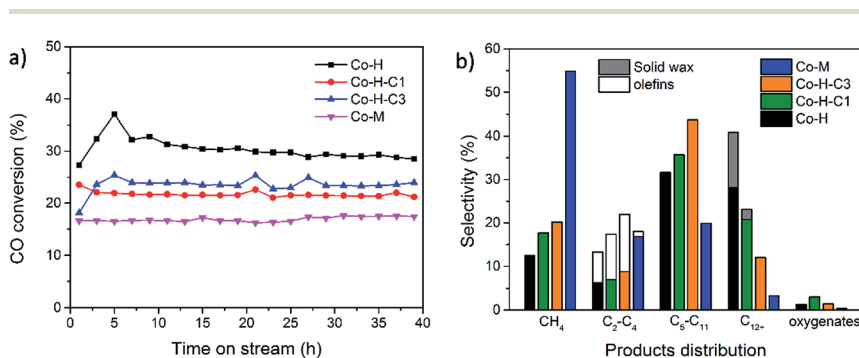 a)
CO conversion (%)
60
50
40
30
20
10
0
0 5 10 15 20 25 30 35 40
Time on stream (h)
Co-H
Co-H-C1
Co-H-C3
Co-M
b)
Selectivity (%)
60
50
40
30
20
10
0
Solid wax
olefins
Co-M
Co-H-C3
Co-H-C1
Co-H
CH₄ C₂-C₄ C₅-C₁₁ C₁₂₊ oxygenates
Products distribution